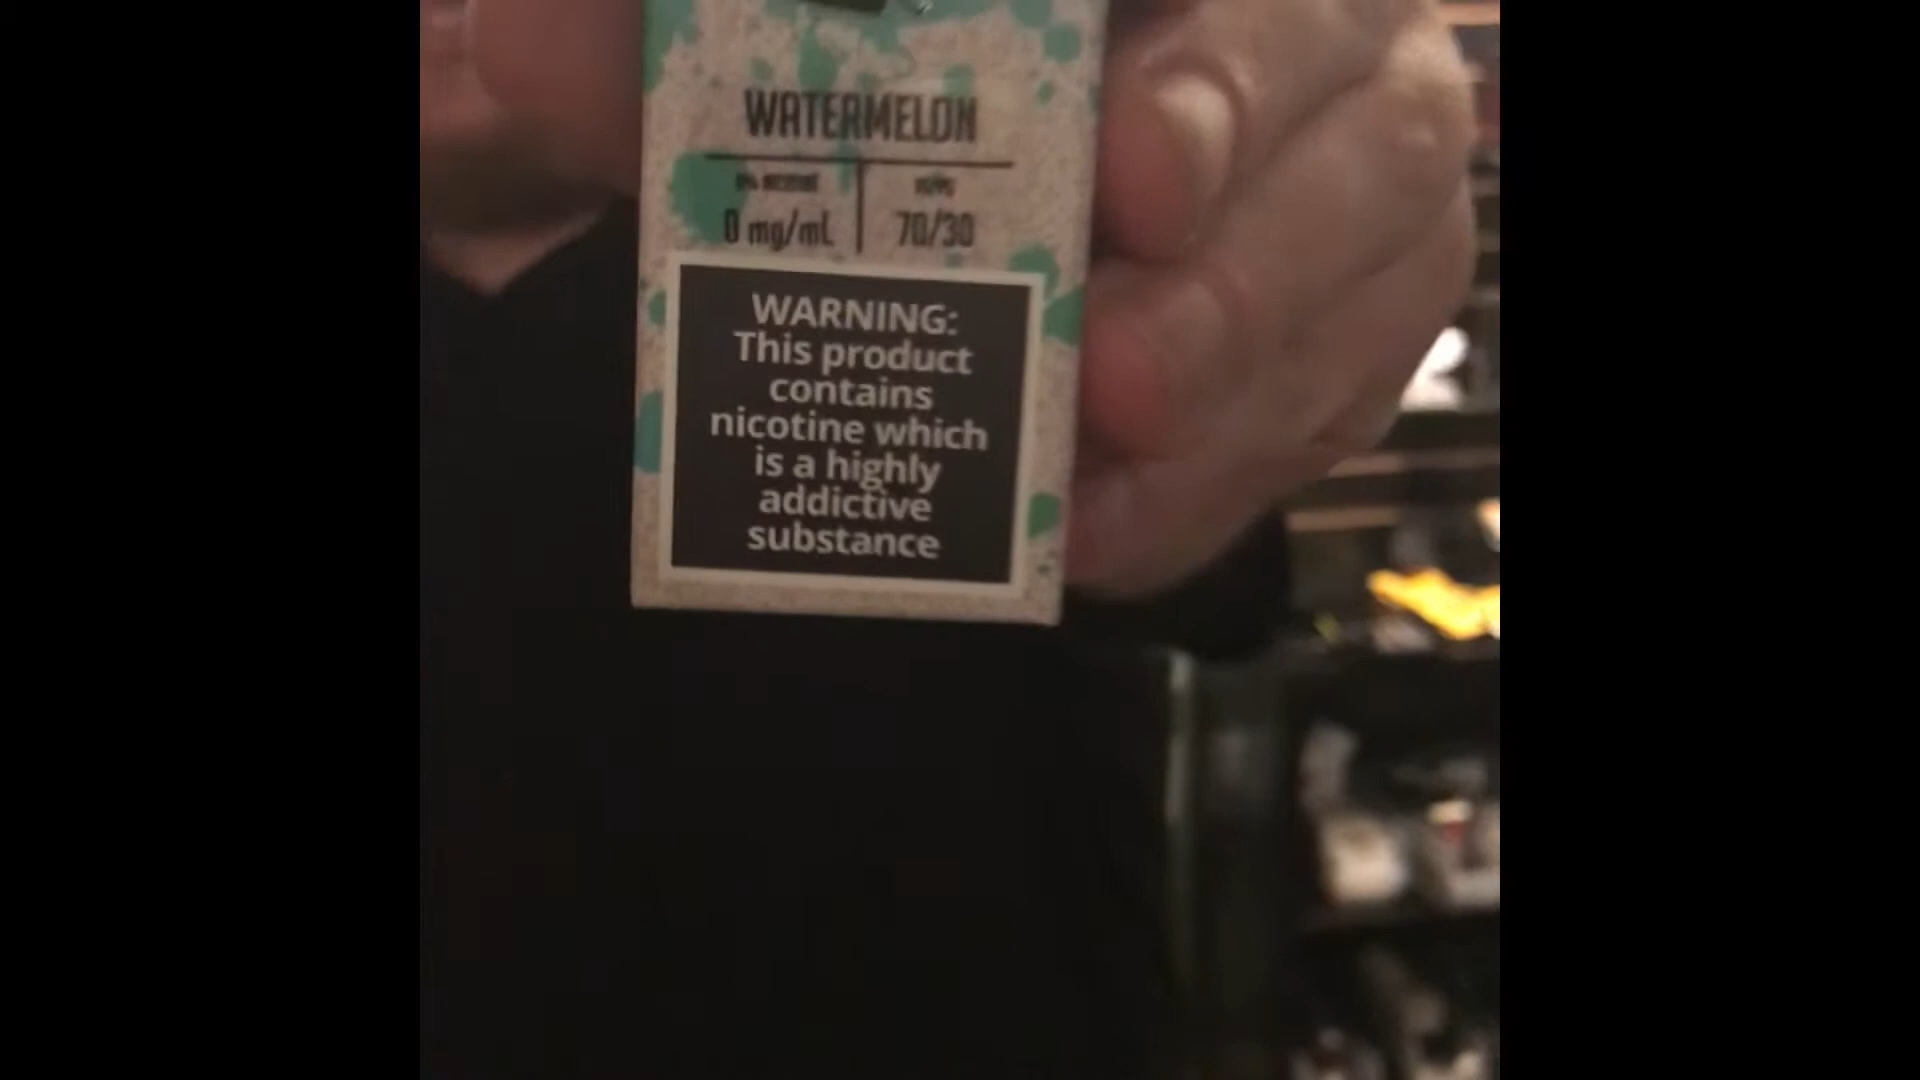 WATERMELON
0 mg/mL 70/30
WARNING:
This product
contains
nicotine which
is a highly
addictive
substance